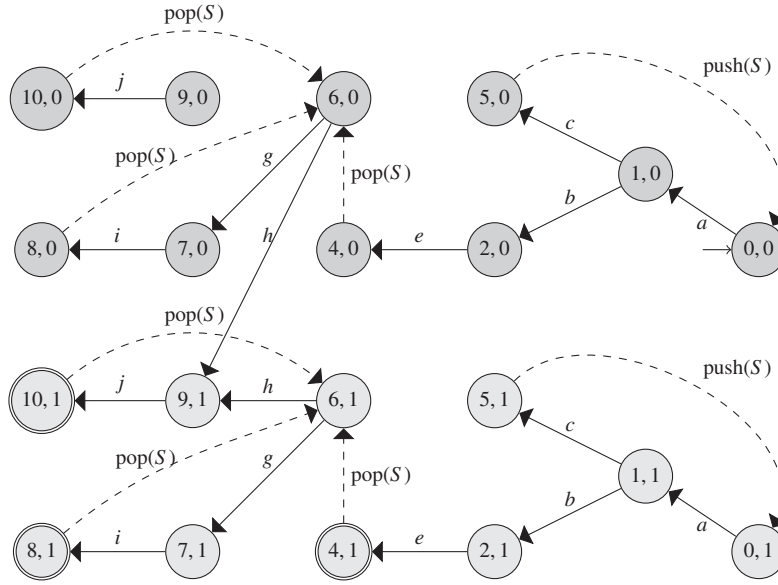 pop(S)
10, 0
j
9, 0
6, 0
5, 0
push(S)
pop(S)
g
c
1, 0
pop(S)
b
a
8, 0
i
7, 0
h
4, 0
e
2, 0
0, 0
pop(S)
10, 1
j
9, 1
h
6, 1
5, 1
push(S)
pop(S)
g
c
1, 1
pop(S)
b
a
8, 1
i
7, 1
4, 1
e
2, 1
0, 1